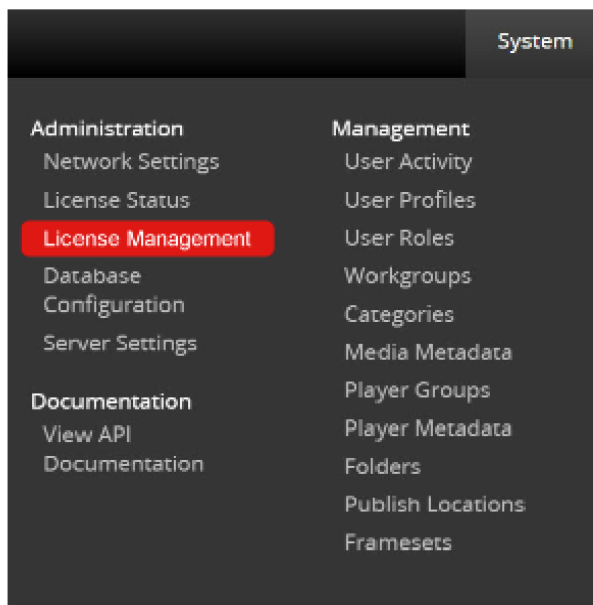 System
Administration
Network Settings
License Status
License Management
Database
Configuration
Server Settings
Documentation
View API
Documentation
Management
User Activity
User Profiles
User Roles
Workgroups
Categories
Media Metadata
Player Groups
Player Metadata
Folders
Publish Locations
Framesets